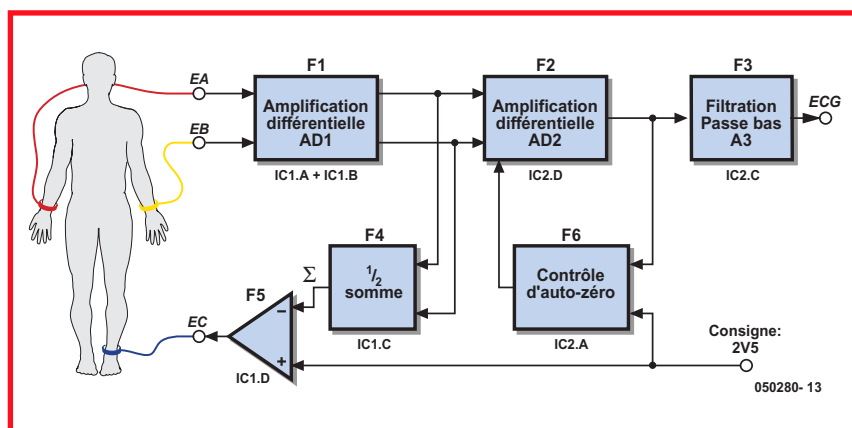 F1
F2
F3
EA
EB
Amplification
différentielle
AD1
IC1.A + IC1.B
Amplification
différentielle
AD2
IC2.D
Filtration
Passe bas
A3
IC2.C
ECG
F4
1/2
somme
IC1.C
Σ
F5
−
+
IC1.D
EC
F6
Contrôle
d'auto-zéro
IC2.A
Consigne:
2V5
050280- 13